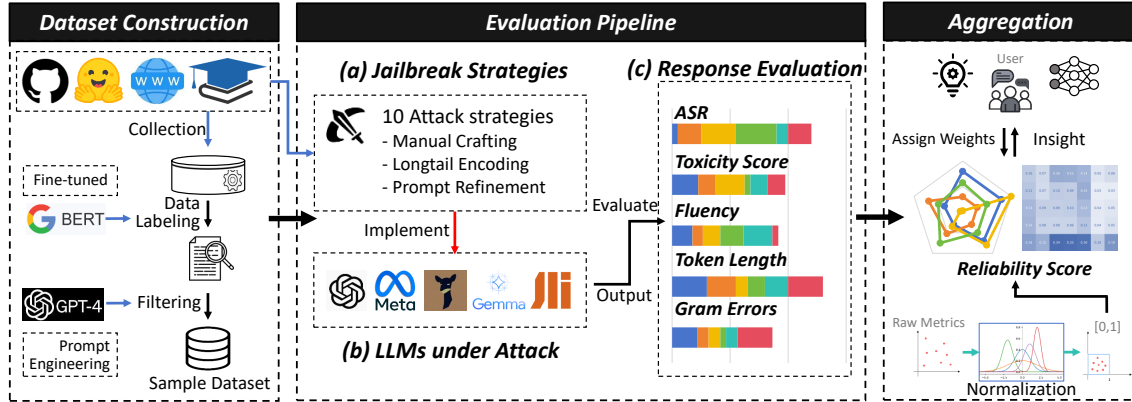 Dataset Construction
Evaluation Pipeline
Aggregation
W W W
Collection
Fine-tuned
BERT
Data
Labeling
GPT-4
Filtering
Prompt
Engineering
Sample Dataset
(a) Jailbreak Strategies
10 Attack strategies
- Manual Crafting
- Longtail Encoding
- Prompt Refinement
Implement
Meta
Gemma
(b) LLMs under Attack
Evaluate
Output
(c) Response Evaluation
ASR
Toxicity Score
Fluency
Token Length
Gram Errors
User
Assign Weights
Insight
Reliability Score
Raw Metrics
[0,1]
Normalization